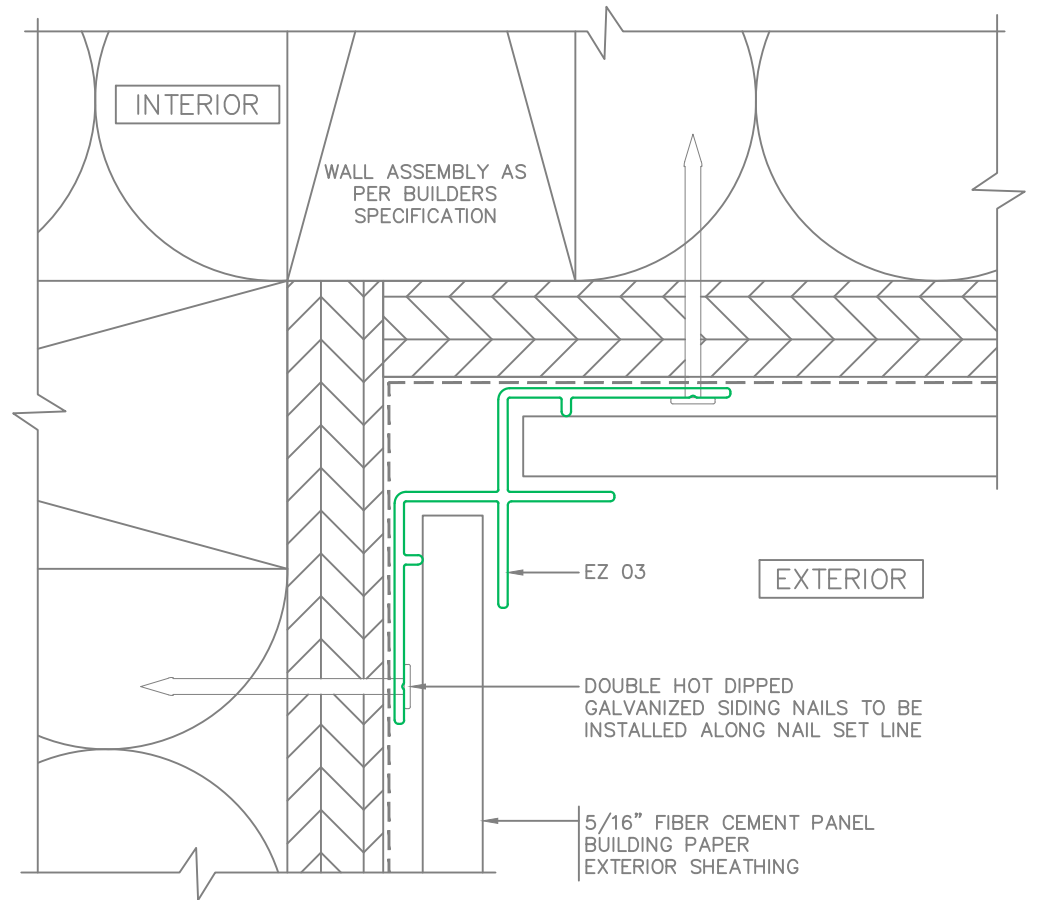 INTERIOR
WALL ASSEMBLY AS
PER BUILDERS
SPECIFICATION
EZ 03
EXTERIOR
DOUBLE HOT DIPPED
GALVANIZED SIDING NAILS TO BE
INSTALLED ALONG NAIL SET LINE
5/16” FIBER CEMENT PANEL
BUILDING PAPER
EXTERIOR SHEATHING